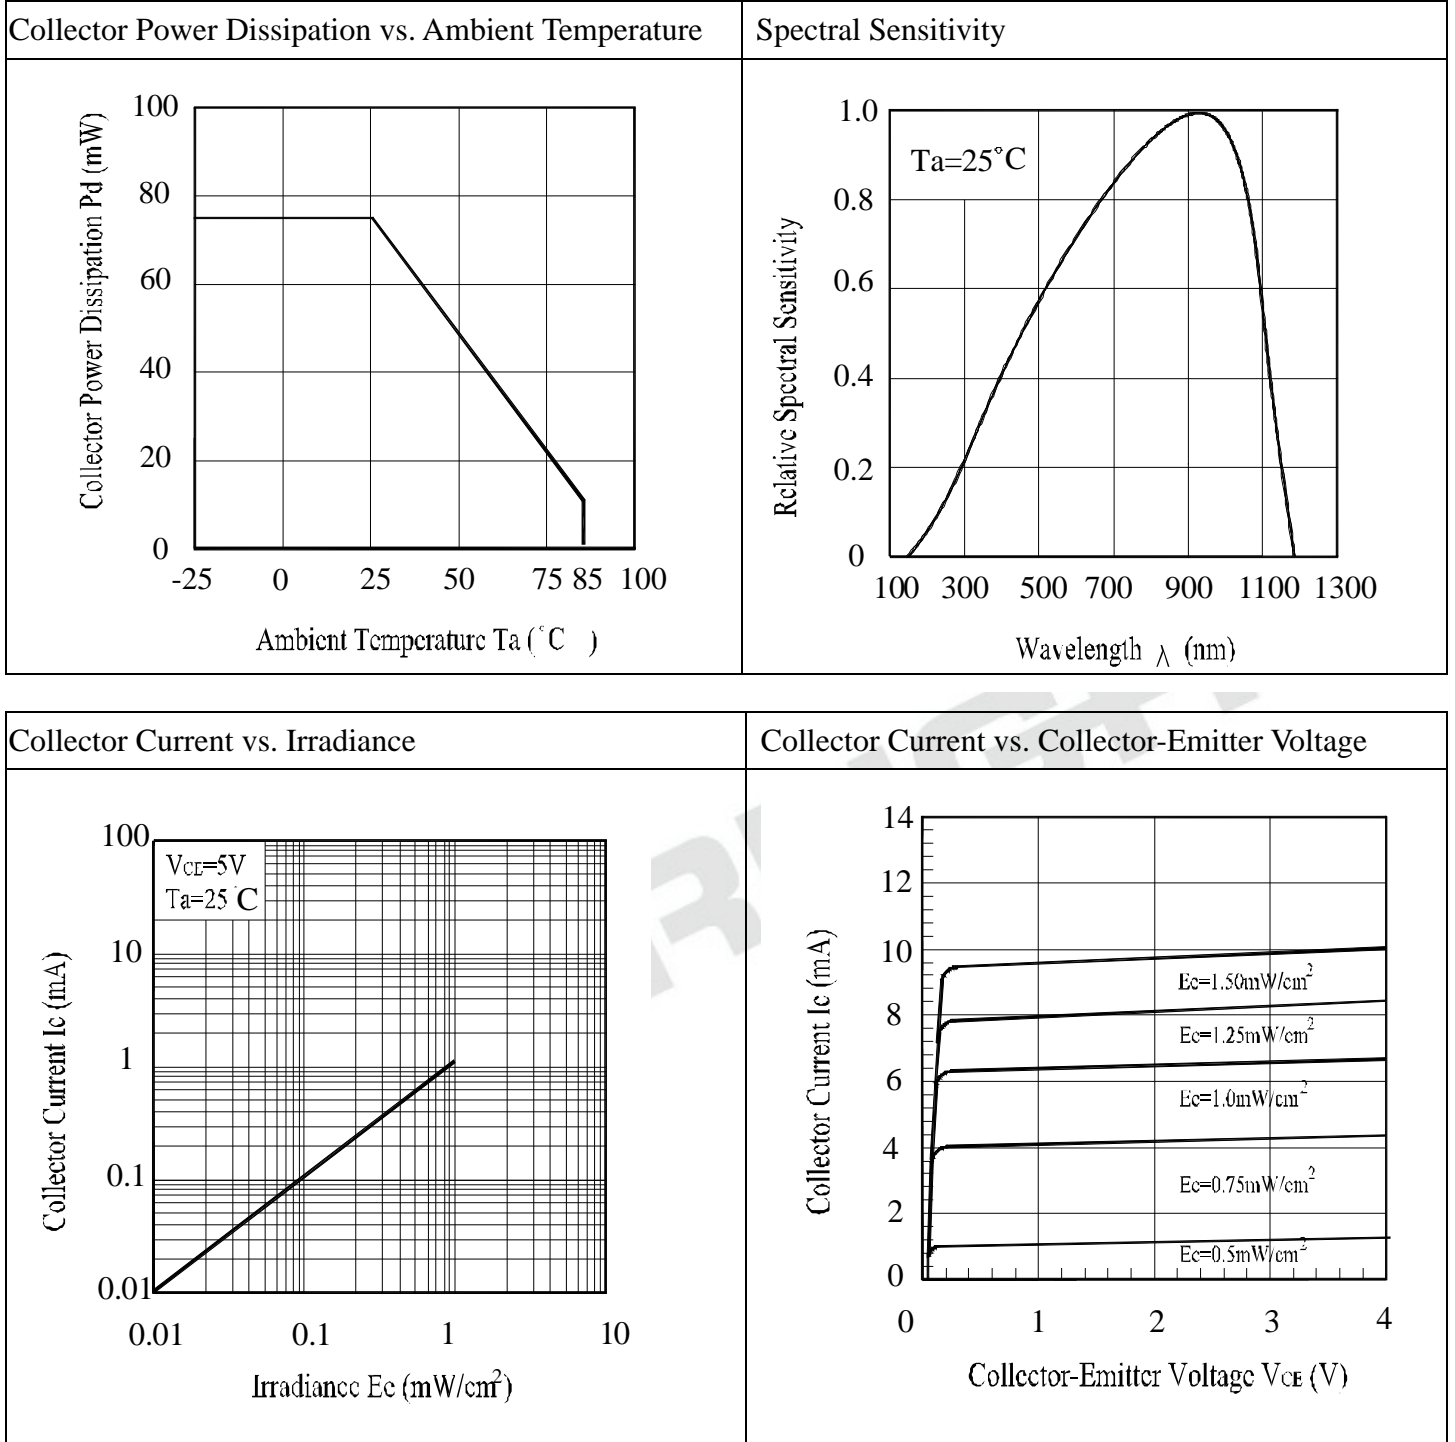 Collector Power Dissipation vs. Ambient Temperature
Spectral Sensitivity
Collector Power Dissipation Pd (mW)
100
80
60
40
20
0
-25 0 25 50 75 85 100
Ambient Temperature Ta (°C )
Relative Spectral Sensitivity
1.0
0.8
0.6
0.4
0.2
0
Ta=25°C
100 300 500 700 900 1100 1300
Wavelength λ (nm)
Collector Current vs. Irradiance
Collector Current vs. Collector-Emitter Voltage
Collector Current Ic (mA)
100
10
1
0.1
0.01
VCE=5V
Ta=25 C
0.01 0.1 1 10
Irradiance Ee (mW/cm²)
Collector Current Ic (mA)
14
12
10
8
6
4
2
0
Ee=1.50mW/cm²
Ee=1.25mW/cm²
Ee=1.0mW/cm²
Ee=0.75mW/cm²
Ee=0.5mW/cm²
0 1 2 3 4
Collector-Emitter Voltage VCE (V)